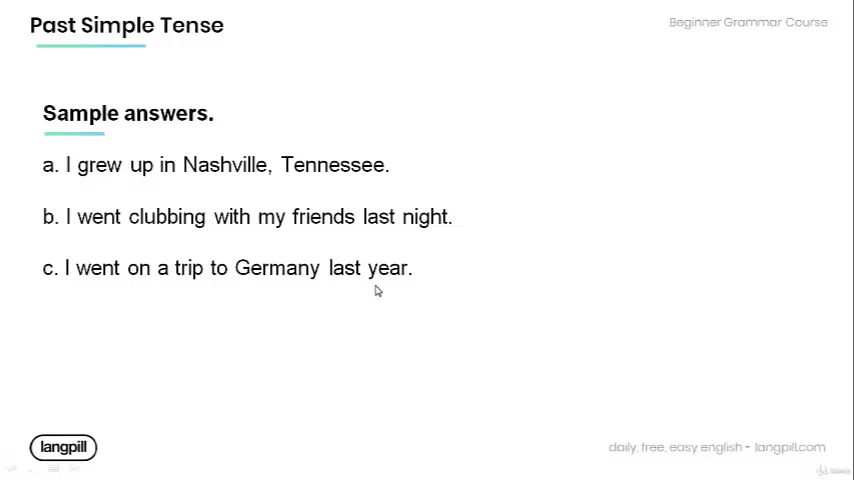 Past Simple Tense
Beginner Grammar Course
Sample answers.
a. I grew up in Nashville, Tennessee.
b. I went clubbing with my friends last night.
c. I went on a trip to Germany last year.
langpill
daily, free, easy english - langpill.com